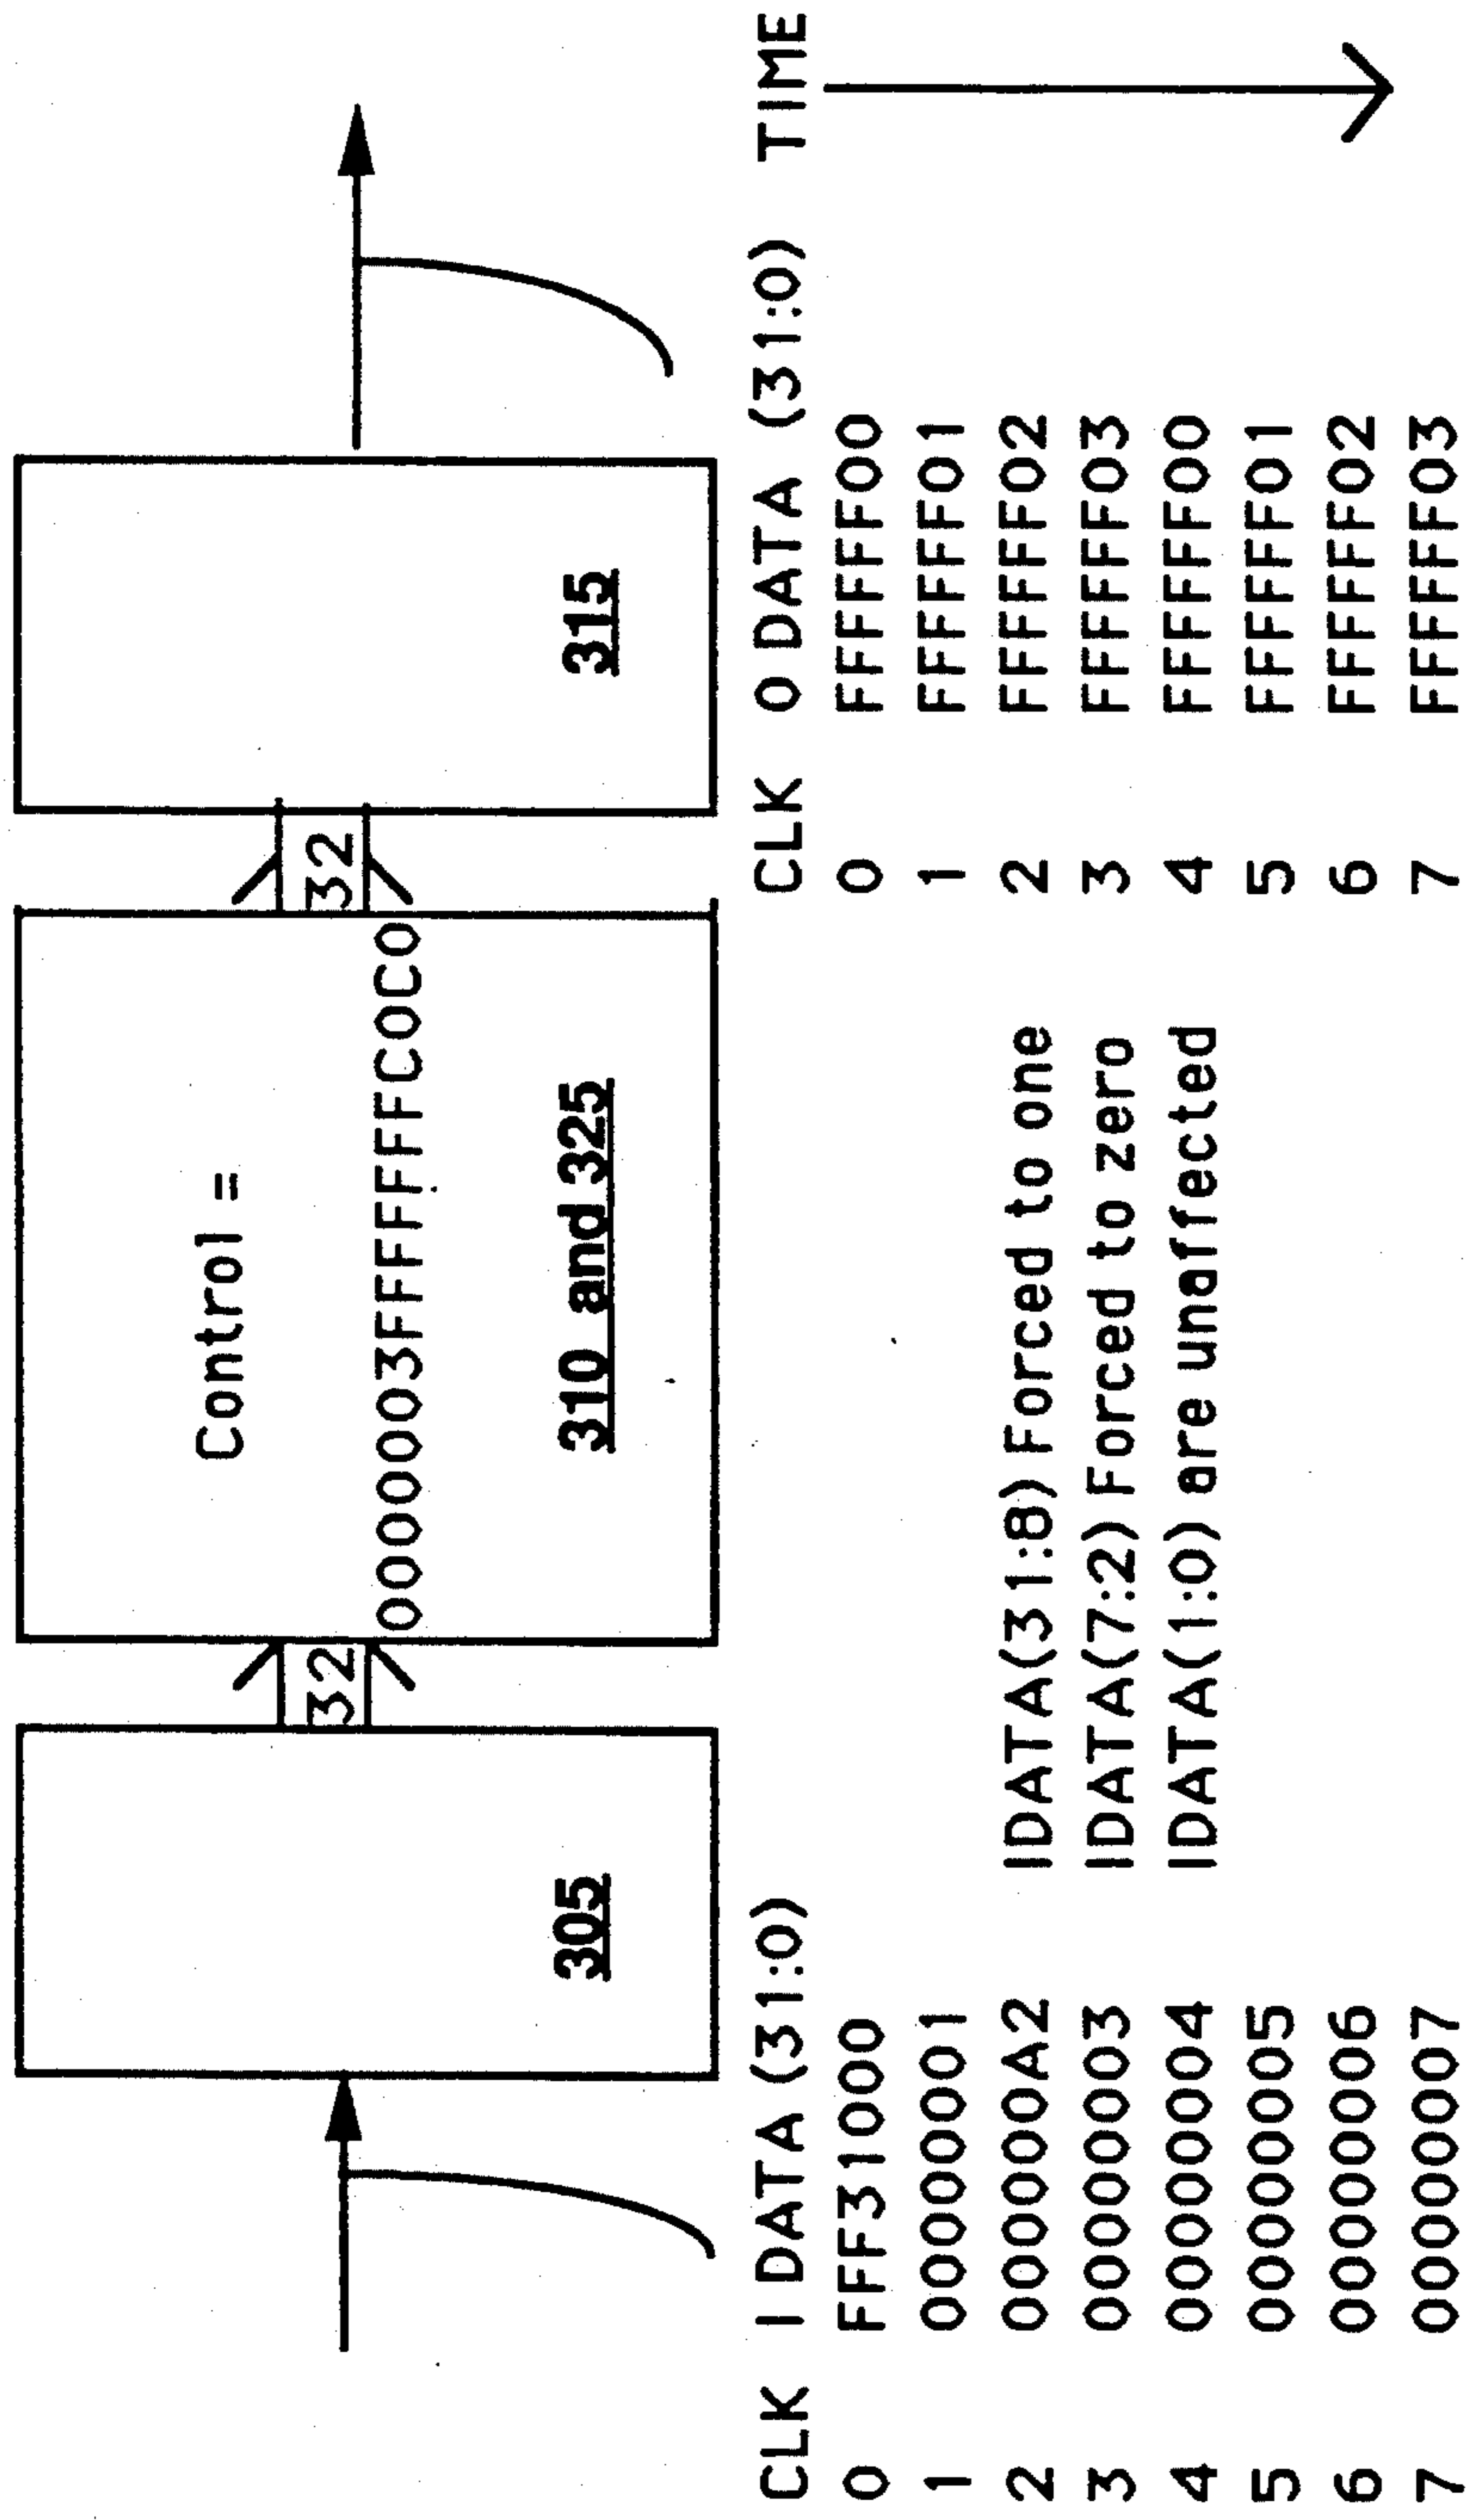 Control =
0000003FFFFFFC0C0
32
32
305
310 and 325
315
CLK I DATA (31:0)
0 FFF31000
1 00000001
2 000000A2
3 00000003
4 00000004
5 00000005
6 00000006
7 00000007
IDATA(31:8) Forced to one
IDATA(7:2) Forced to zero
IDATA(1:0) are unaffected
CLK O DATA (31:0) TIME
0 FFFFFF00
1 FFFFFF01
2 FFFFFF02
3 FFFFFF03
4 FFFFFF00
5 FFFFFF01
6 FFFFFF02
7 FFFFFF03